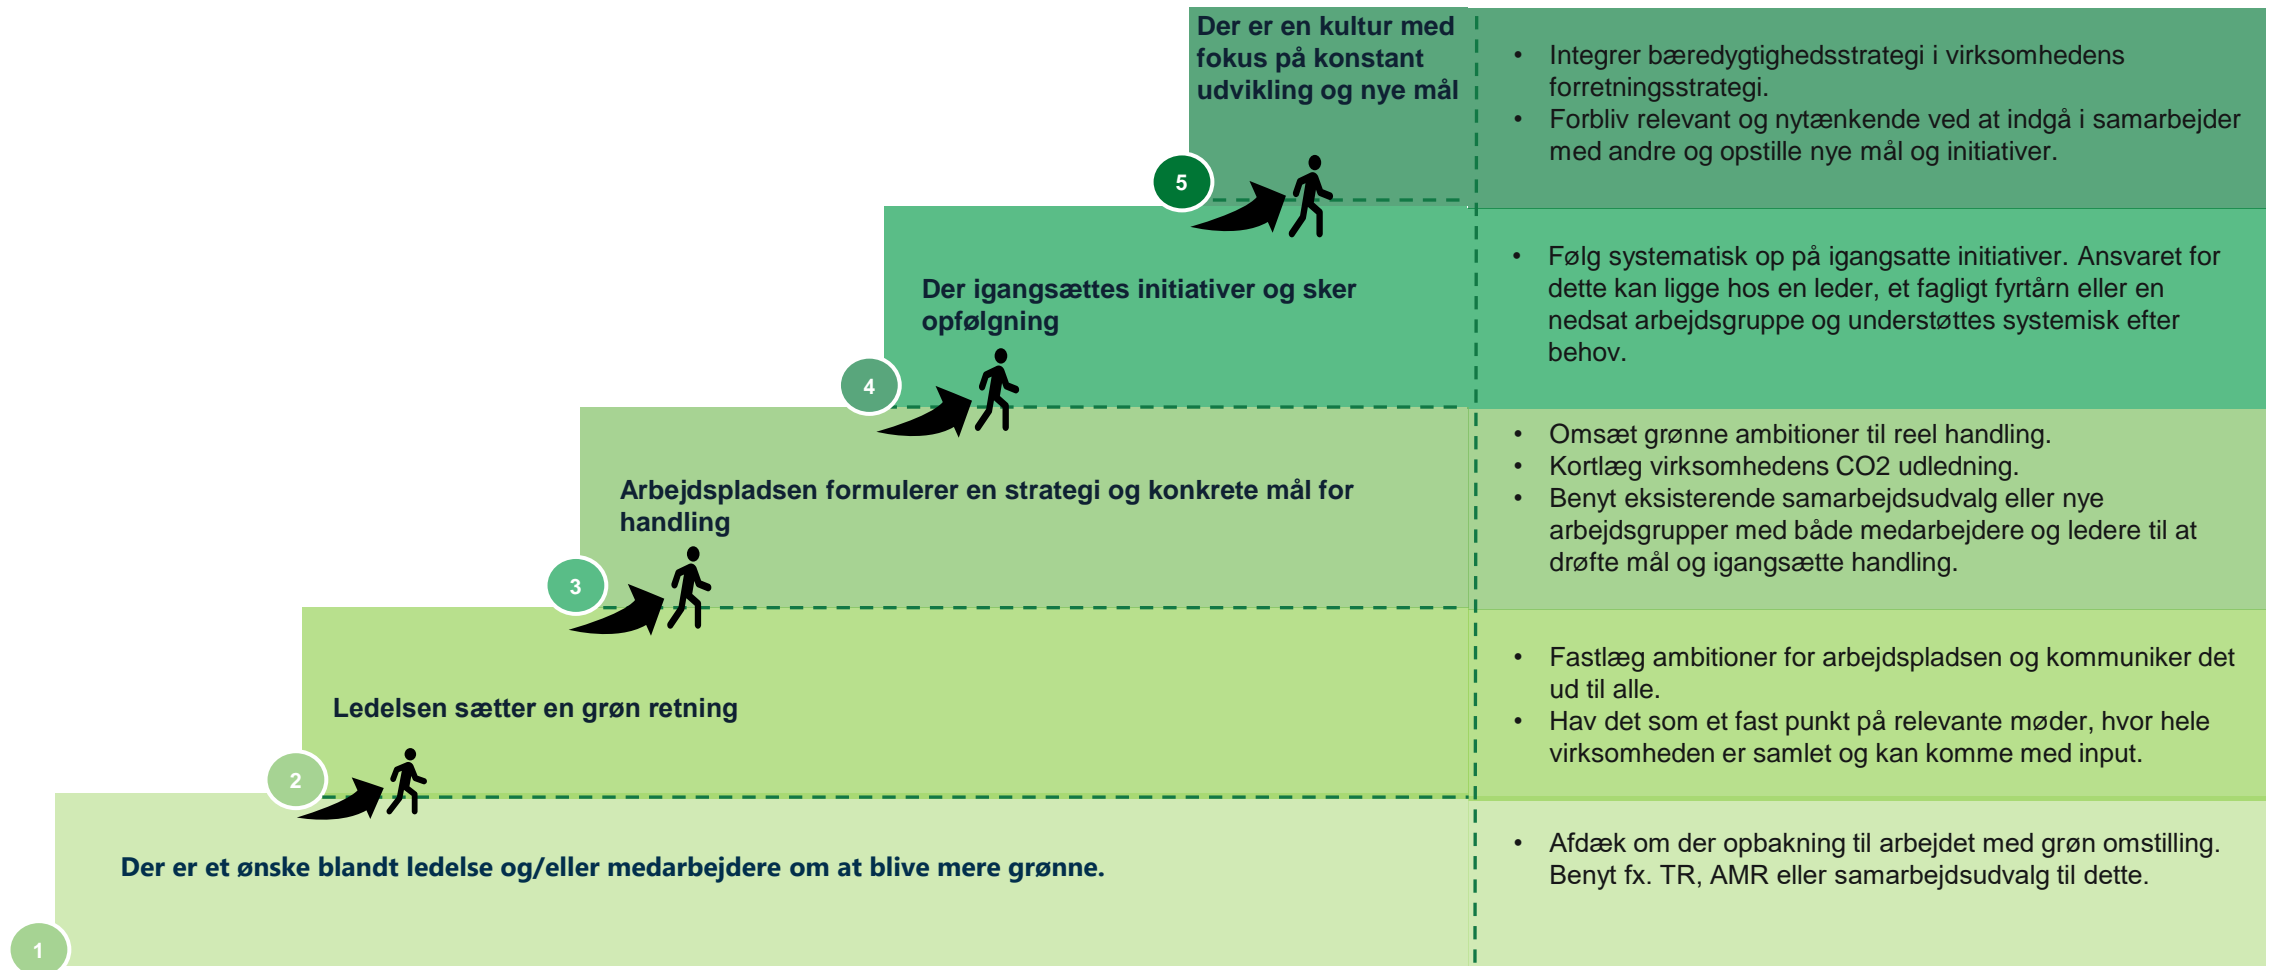 Der er en kultur med
fokus på konstant
udvikling og nye mål
• Integrer bæredygtighedsstrategi i virksomhedens
forretningsstrategi.
• Forbliv relevant og nytænkende ved at indgå i samarbejder
med andre og opstille nye mål og initiativer.
5
Der igangsættes initiativer og sker
opfølgning
• Følg systematisk op på igangsatte initiativer. Ansvaret for
dette kan ligge hos en leder, et fagligt fyrtårn eller en
nedsat arbejdsgruppe og understøttes systemisk efter
behov.
4
Arbejdspladsen formulerer en strategi og konkrete mål for
handling
• Omsæt grønne ambitioner til reel handling.
• Kortlæg virksomhedens CO2 udledning.
• Benyt eksisterende samarbejdsudvalg eller nye
arbejdsgrupper med både medarbejdere og ledere til at
drøfte mål og igangsætte handling.
3
Ledelsen sætter en grøn retning
• Fastlæg ambitioner for arbejdspladsen og kommuniker det
ud til alle.
• Hav det som et fast punkt på relevante møder, hvor hele
virksomheden er samlet og kan komme med input.
2
Der er et ønske blandt ledelse og/eller medarbejdere om at blive mere grønne.
• Afdæk om der opbakning til arbejdet med grøn omstilling.
Benyt fx. TR, AMR eller samarbejdsudvalg til dette.
1